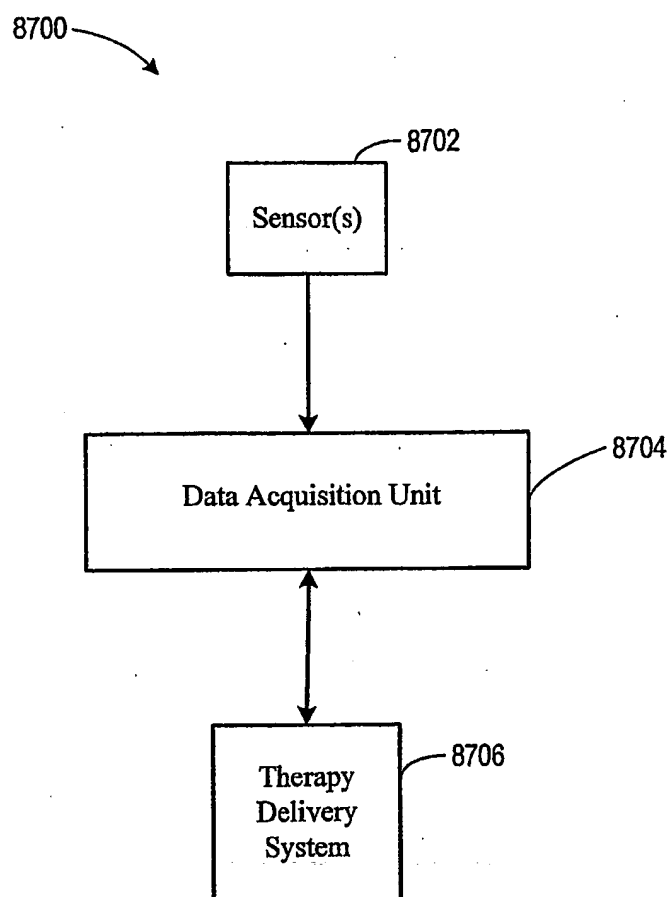 8700
8702
Sensor(s)
8704
Data Acquisition Unit
8706
Therapy
Delivery
System